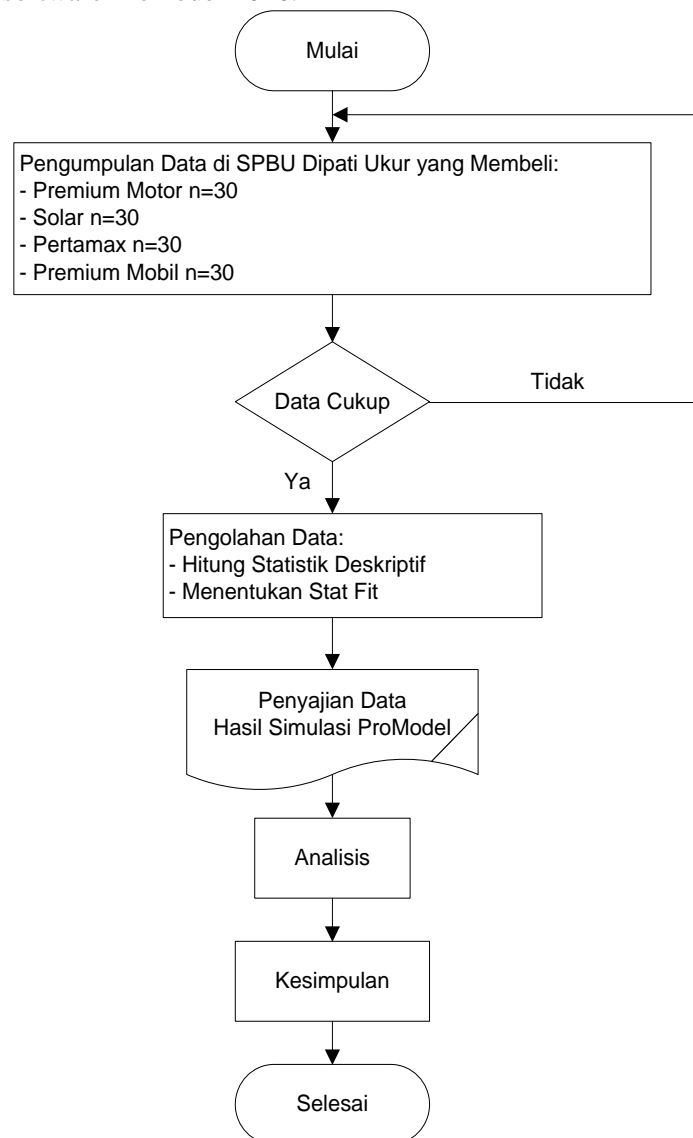 Mulai
Pengumpulan Data di SPBU Dipati Ukur yang Membeli:
- Premium Motor n=30
- Solar n=30
- Pertamax n=30
- Premium Mobil n=30
Data Cukup
Tidak
Ya
Pengolahan Data:
- Hitung Statistik Deskriptif
- Menentukan Stat Fit
Penyajian Data
Hasil Simulasi ProModel
Analisis
Kesimpulan
Selesai